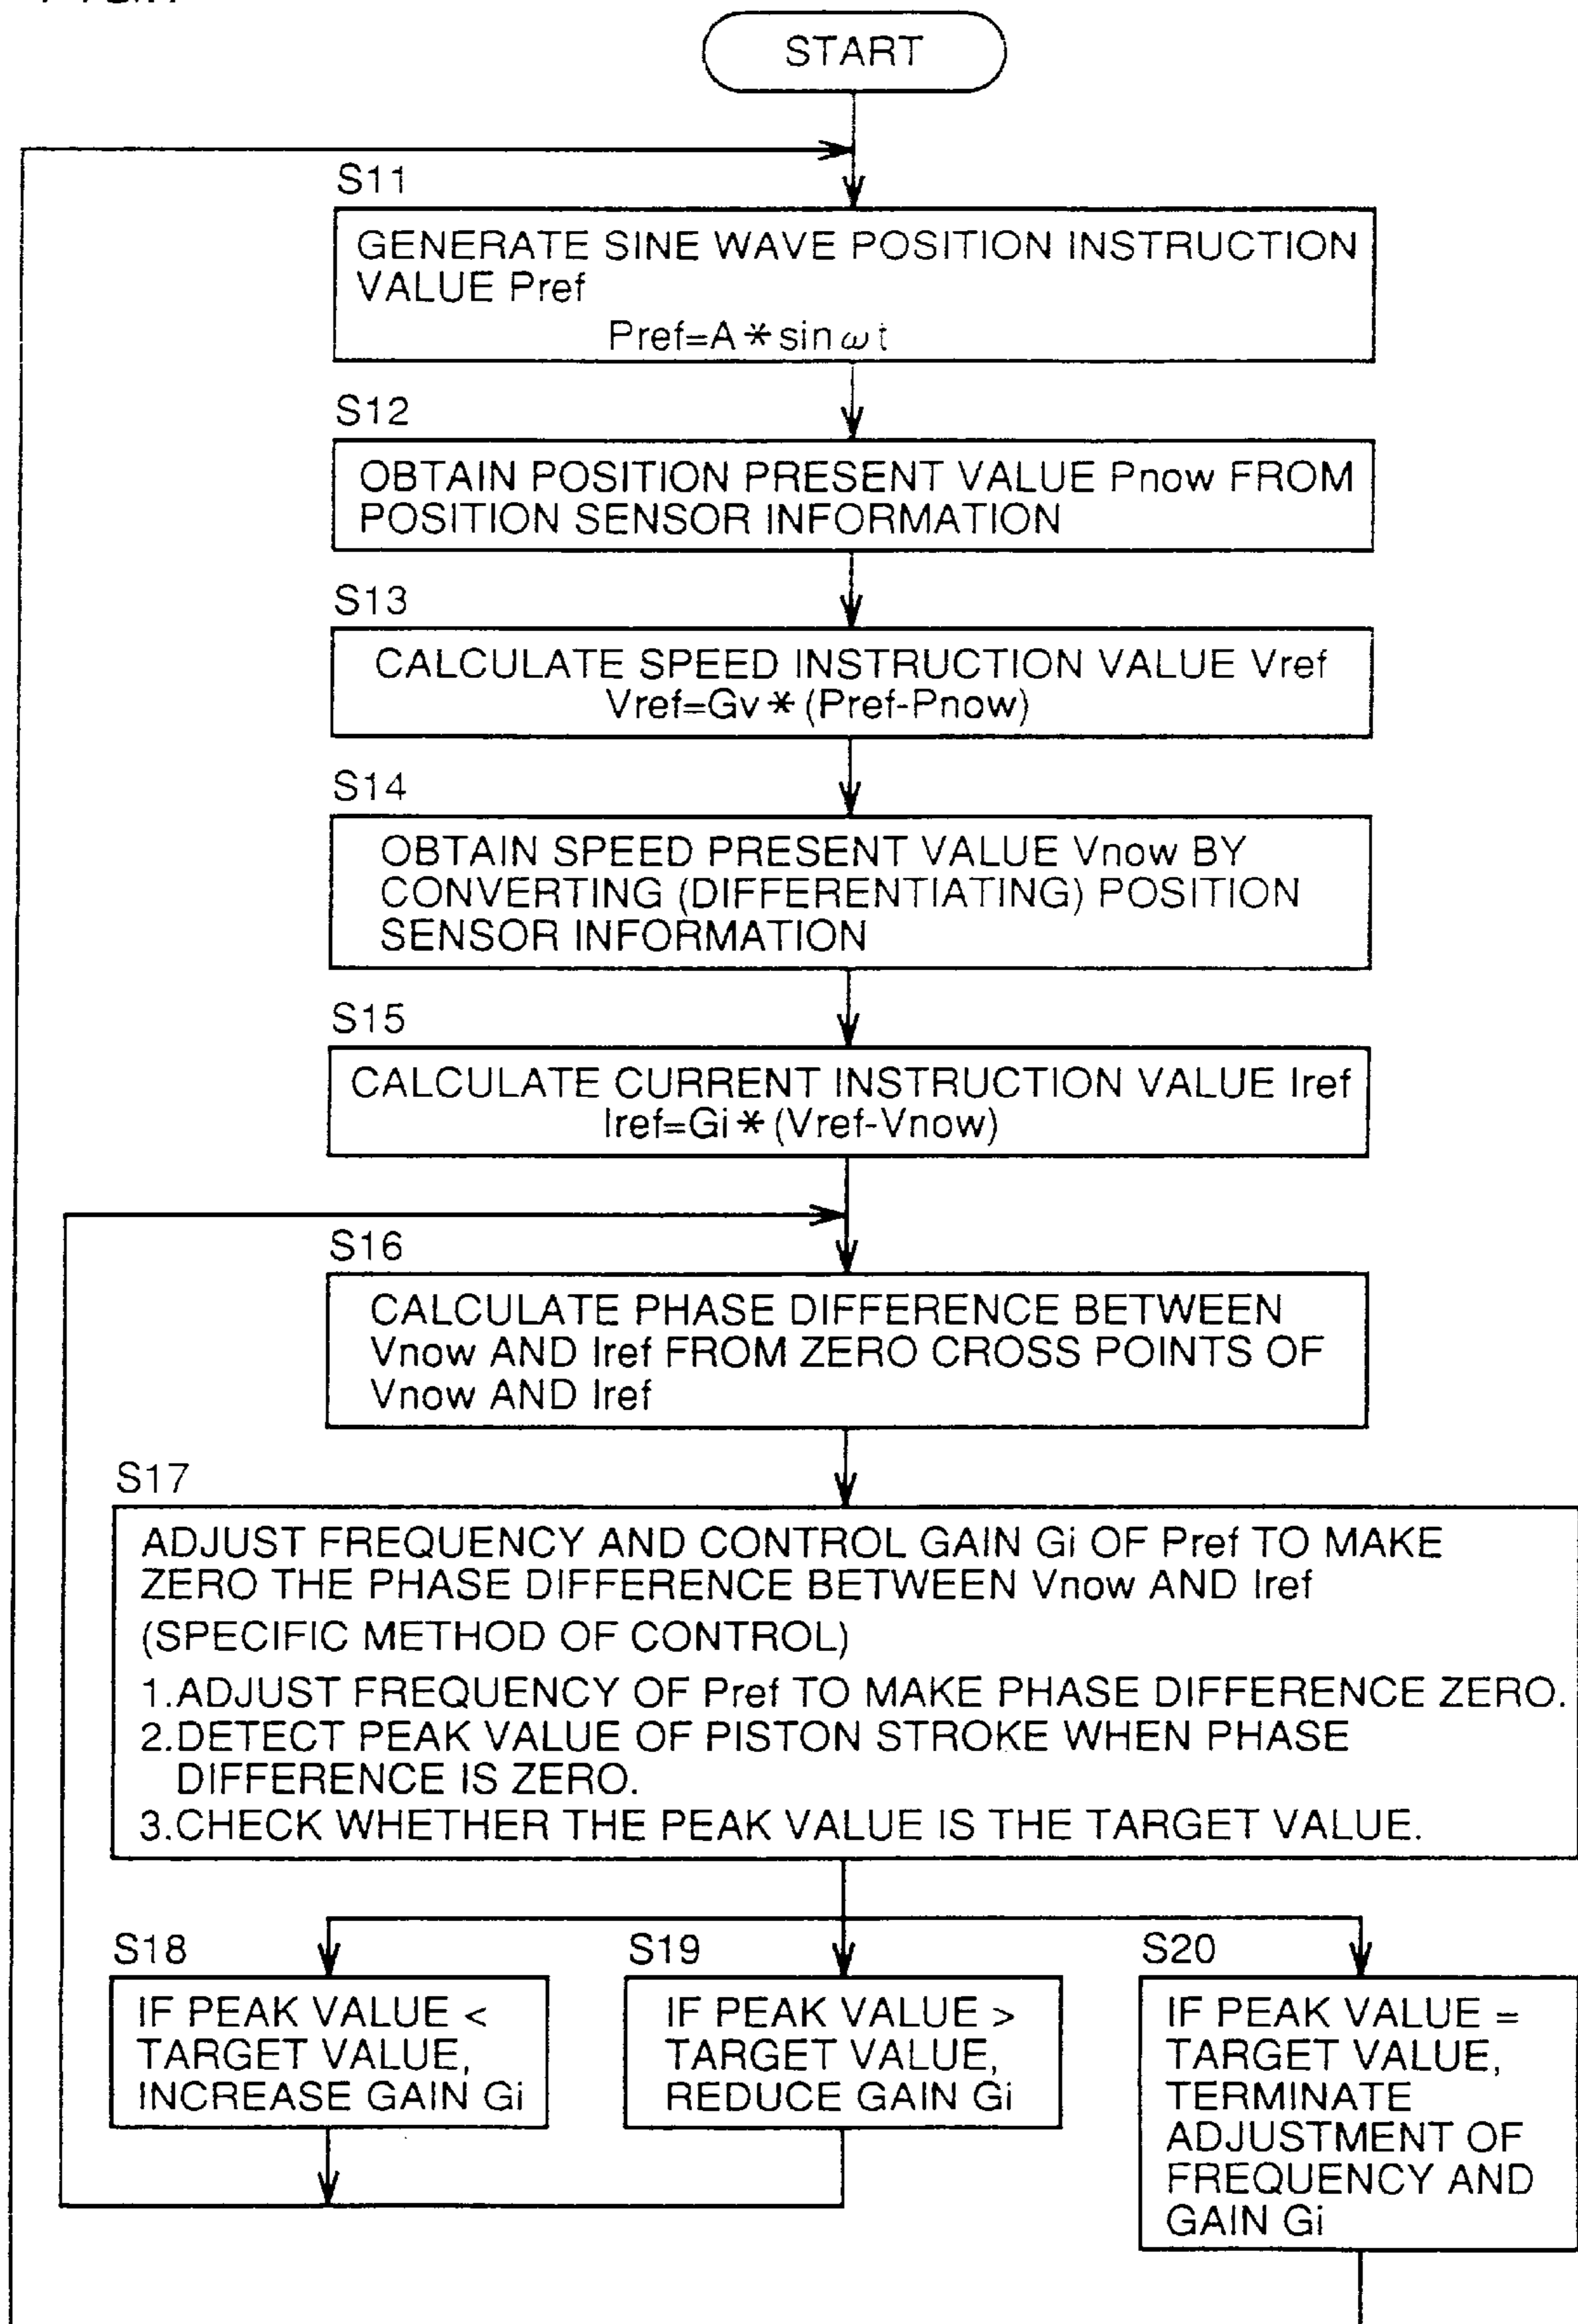 START
S11
GENERATE SINE WAVE POSITION INSTRUCTION
VALUE Pref
Pref=A*sinωt
S12
OBTAIN POSITION PRESENT VALUE Pnow FROM
POSITION SENSOR INFORMATION
S13
CALCULATE SPEED INSTRUCTION VALUE Vref
Vref=Gv*(Pref-Pnow)
S14
OBTAIN SPEED PRESENT VALUE Vnow BY
CONVERTING (DIFFERENTIATING) POSITION
SENSOR INFORMATION
S15
CALCULATE CURRENT INSTRUCTION VALUE Iref
Iref=Gi*(Vref-Vnow)
S16
CALCULATE PHASE DIFFERENCE BETWEEN
Vnow AND Iref FROM ZERO CROSS POINTS OF
Vnow AND Iref
S17
ADJUST FREQUENCY AND CONTROL GAIN Gi OF Pref TO MAKE
ZERO THE PHASE DIFFERENCE BETWEEN Vnow AND Iref
(SPECIFIC METHOD OF CONTROL)
1.ADJUST FREQUENCY OF Pref TO MAKE PHASE DIFFERENCE ZERO.
2.DETECT PEAK VALUE OF PISTON STROKE WHEN PHASE
DIFFERENCE IS ZERO.
3.CHECK WHETHER THE PEAK VALUE IS THE TARGET VALUE.
S18
IF PEAK VALUE <
TARGET VALUE,
INCREASE GAIN Gi
S19
IF PEAK VALUE >
TARGET VALUE,
REDUCE GAIN Gi
S20
IF PEAK VALUE =
TARGET VALUE,
TERMINATE
ADJUSTMENT OF
FREQUENCY AND
GAIN Gi